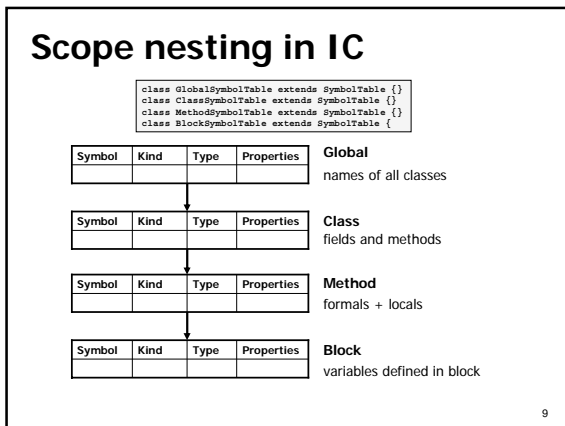 Scope nesting in IC
class GlobalSymbolTable extends SymbolTable {}
class ClassSymbolTable extends SymbolTable {}
class MethodSymbolTable extends SymbolTable {}
class BlockSymbolTable extends SymbolTable {
Symbol Kind Type Properties
Global
names of all classes
Symbol Kind Type Properties
Class
fields and methods
Symbol Kind Type Properties
Method
formals + locals
Symbol Kind Type Properties
Block
variables defined in block
9